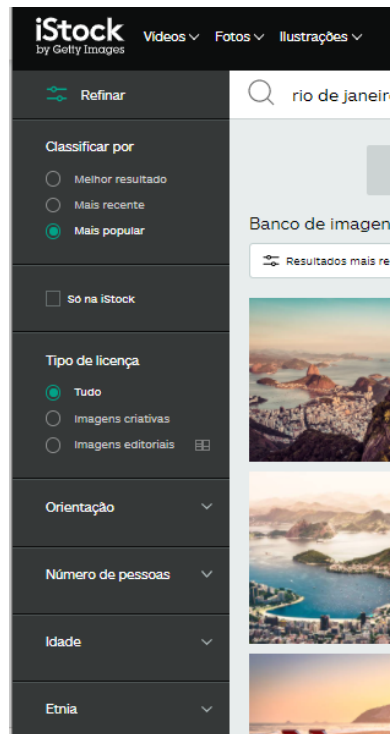 iStock
by Getty Images
Vídeos
Fotos
Ilustrações
Refinar
rio de janeir
Classificar por
Melhor resultado
Mais recente
Mais popular
Banco de imagen
Resultados mais re
Só na iStock
Tipo de licença
Tudo
Imagens criativas
Imagens editoriais
Orientação
Número de pessoas
Idade
Etnia